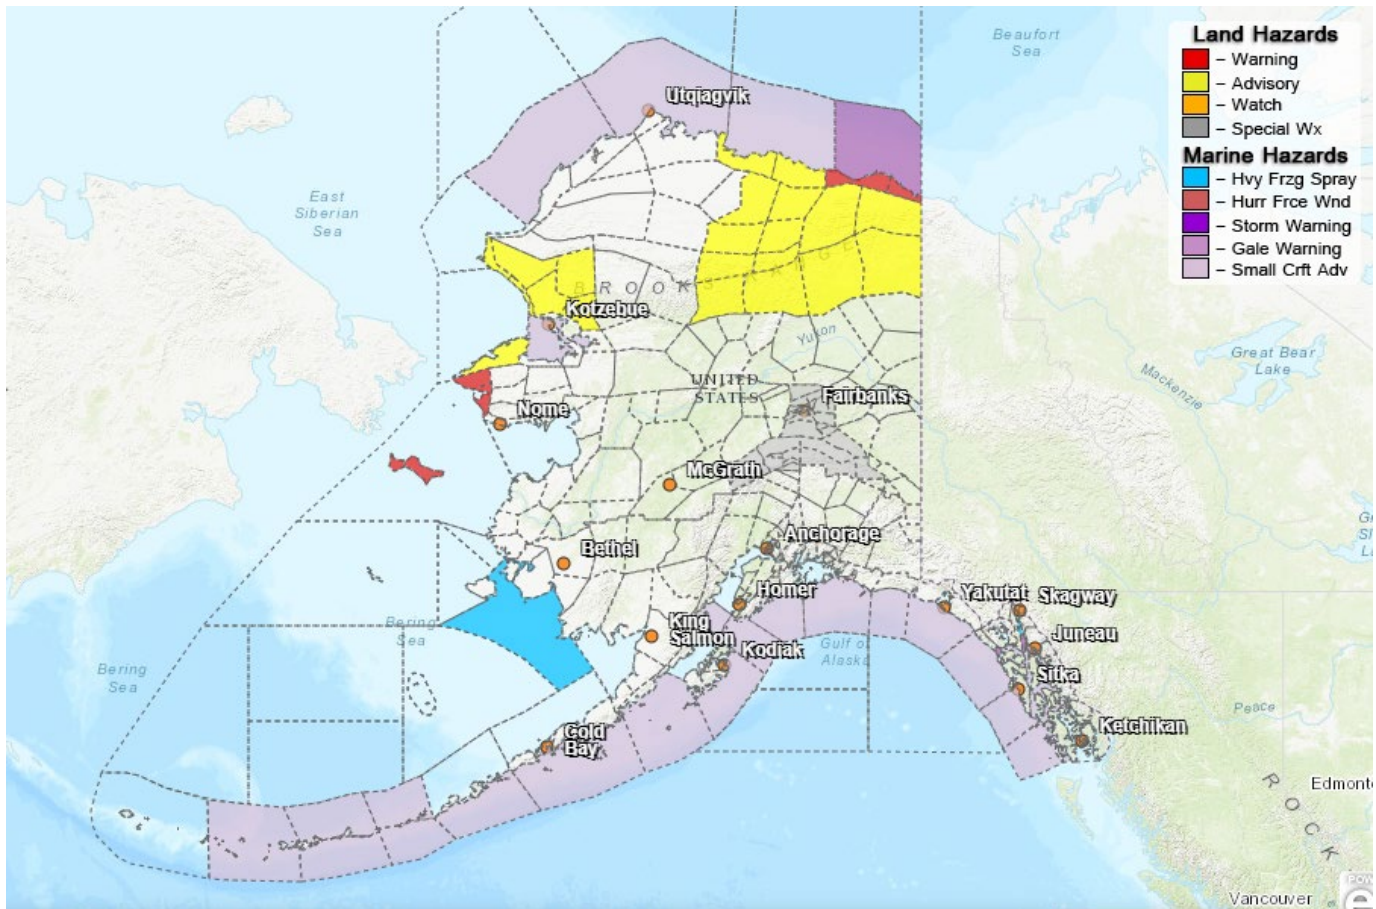 Beaufort
Sea
Land Hazards
– Warning
– Advisory
– Watch
– Special Wx
Marine Hazards
– Hvy Frzg Spray
– Hurr Frce Wnd
– Storm Warning
– Gale Warning
– Small Crft Adv
Utqiagvik
East
Siberian
Sea
BROOKS RANGE
Kotzebue
Yukon
Great Bear
Lake
Mackenzie
UNITED
STATES
Fairbanks
Nome
McGrath
Anchorage
Bethel
Homer
Yakutat
Skagway
King
Salmon
Juneau
Bering
Sea
Kodiak
Gulf of
Alaska
Bering
Sea
Sitka
Peace
Cold
Bay
Ketchikan
ROCK
Edmont
Vancouver
POW
e